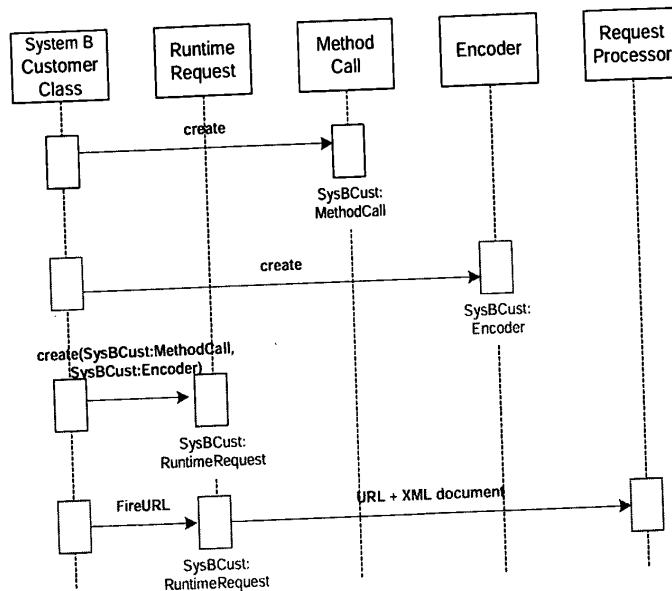 System B
Customer
Class
Runtime
Request
Method
Call
Encoder
Request
Processor
create
SysBCust:
MethodCall
create
SysBCust:
Encoder
create(SysBCust:MethodCall,
SysBCust:Encoder)
SysBCust:
RuntimeRequest
FireURL
URL + XML document
SysBCust:
RuntimeRequest